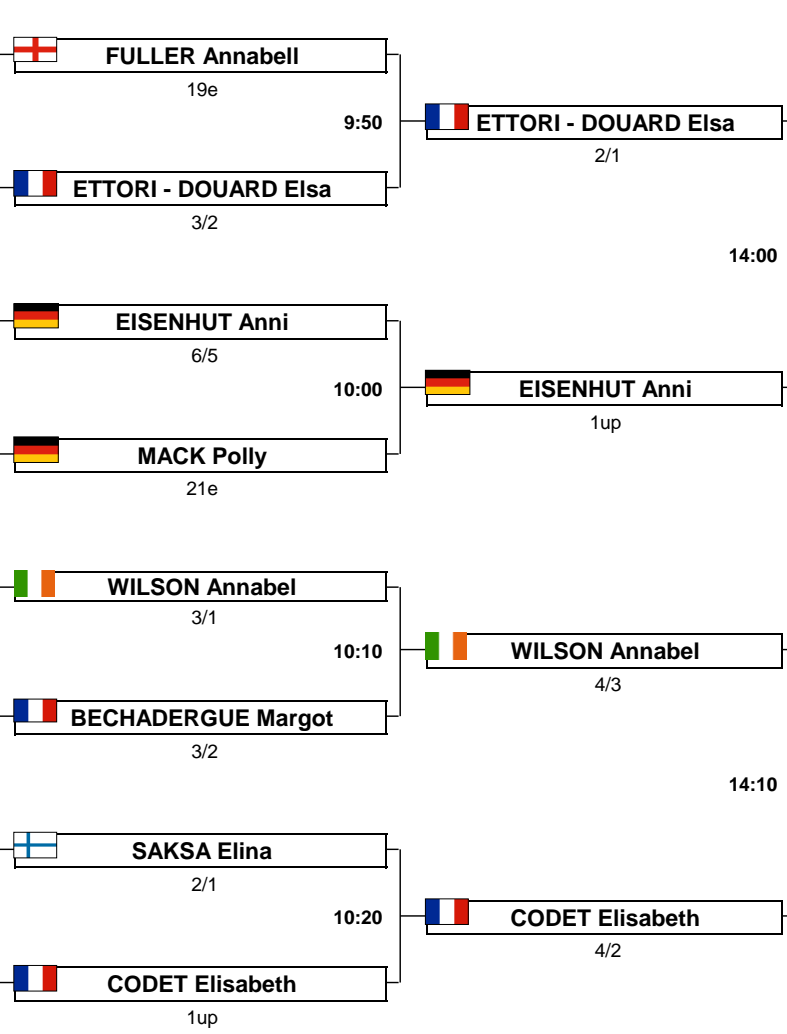 FULLER Annabell
19e
9:50
ETTORI - DOUARD Elsa
2/1
ETTORI - DOUARD Elsa
3/2
14:00
EISENHUT Anni
6/5
10:00
EISENHUT Anni
1up
MACK Polly
21e
WILSON Annabel
3/1
10:10
WILSON Annabel
4/3
BECHADERGUE Margot
3/2
14:10
SAKSA Elina
2/1
10:20
CODET Elisabeth
4/2
CODET Elisabeth
1up